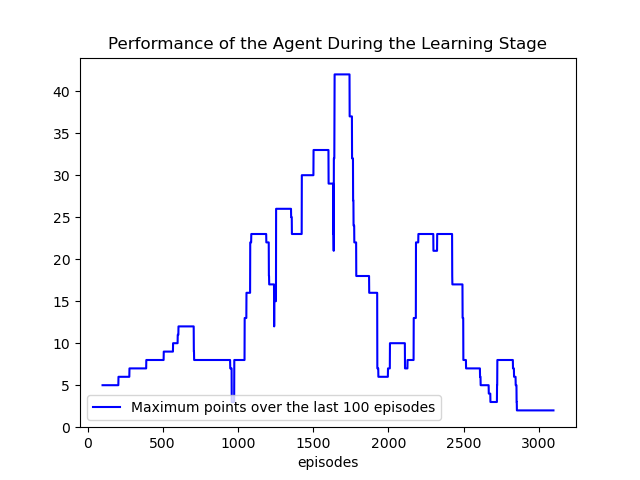 Performance of the Agent During the Learning Stage
40
35
30
25
20
15
10
5
0
Maximum points over the last 100 episodes
0 500 1000 1500 2000 2500 3000
episodes